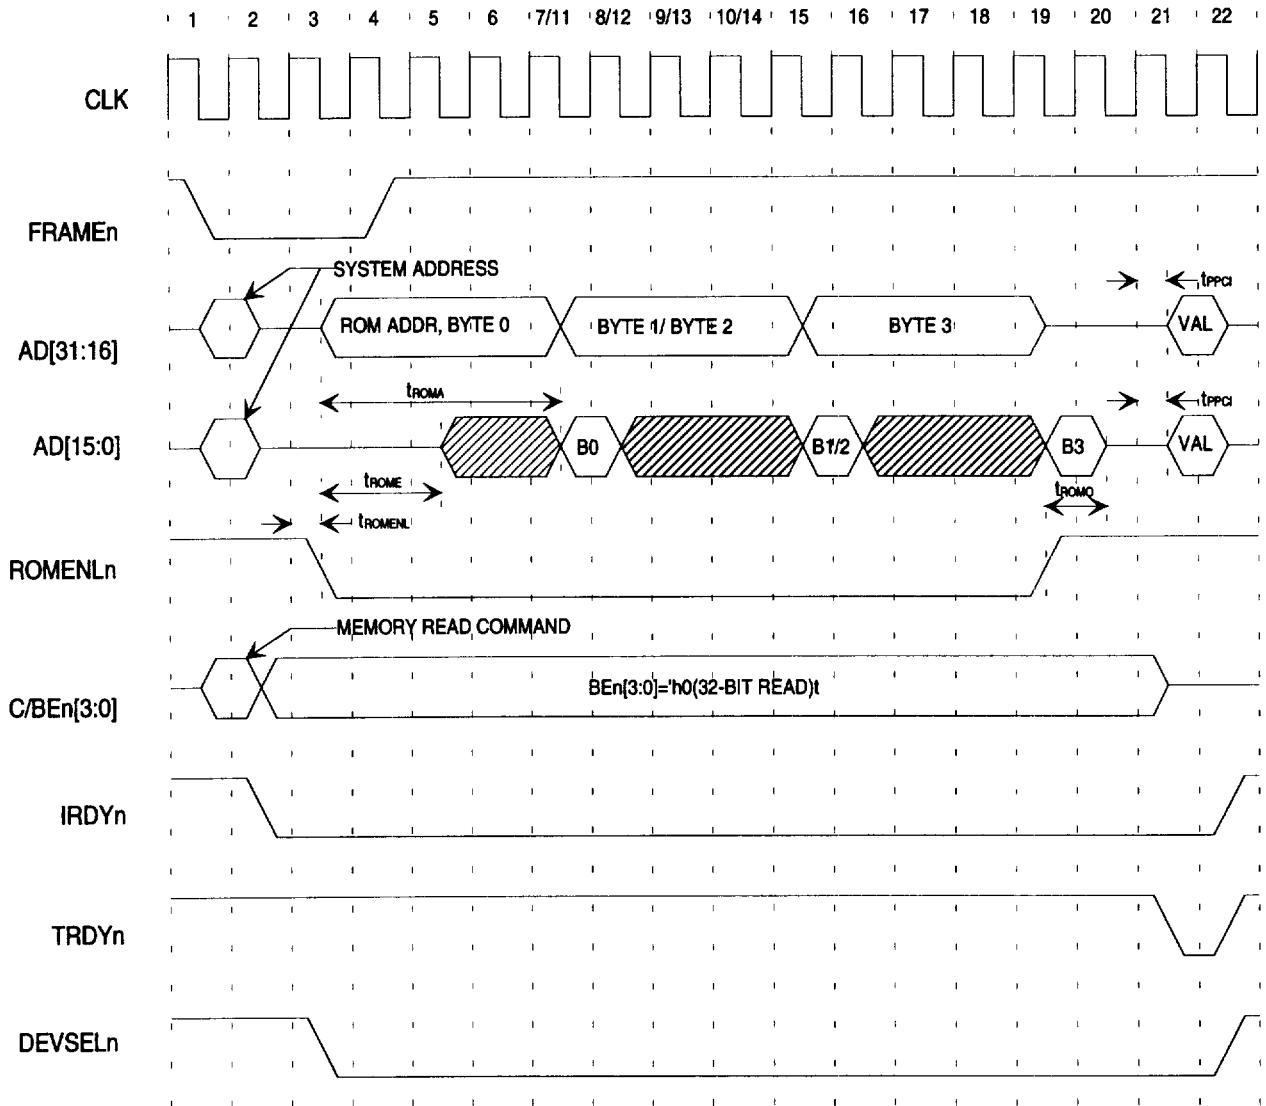 1 2 3 4 5 6 7/11 8/12 9/13 10/14 15 16 17 18 19 20 21 22
CLK
FRAMEn
SYSTEM ADDRESS
tPPCI
ROM ADDR, BYTE 0 BYTE 1/ BYTE 2 BYTE 3 VAL
AD[31:16]
tROMA
tPPCI
AD[15:0] B0 B1/2 B3 VAL
tROME
tROMO
tROMENL
ROMENLn
MEMORY READ COMMAND
BEn[3:0]='h0(32-BIT READ)t
C/BEn[3:0]
IRDYn
TRDYn
DEVSELn